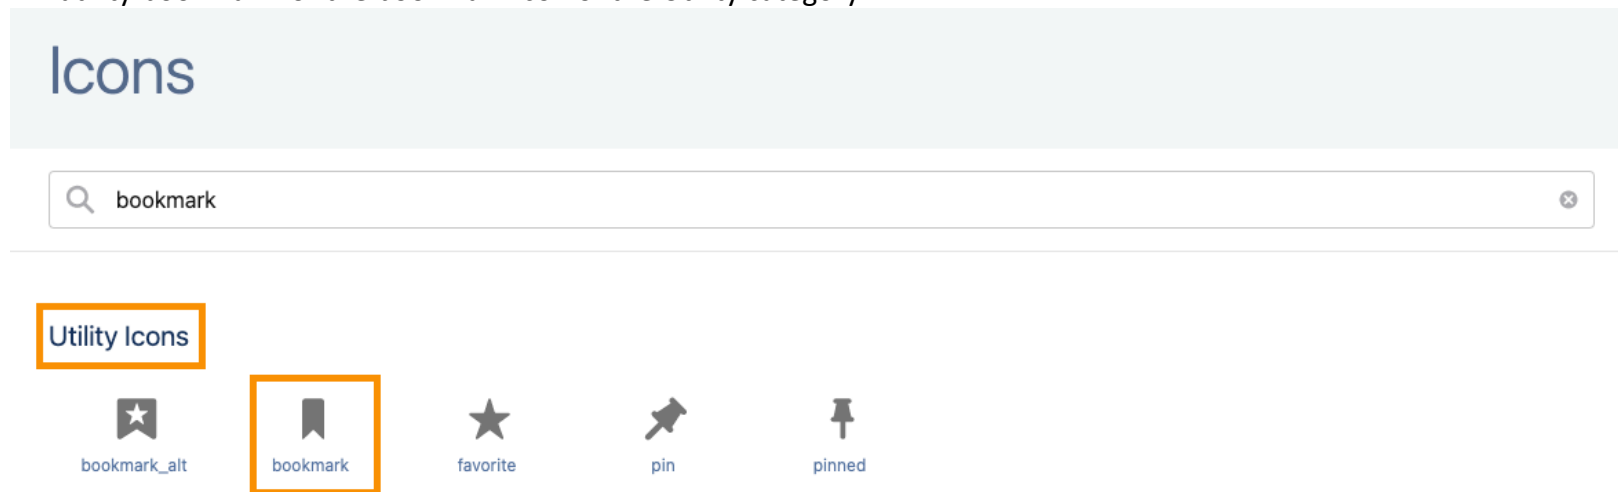 Icons
bookmark
Utility Icons
bookmark_alt
bookmark
favorite
pin
pinned